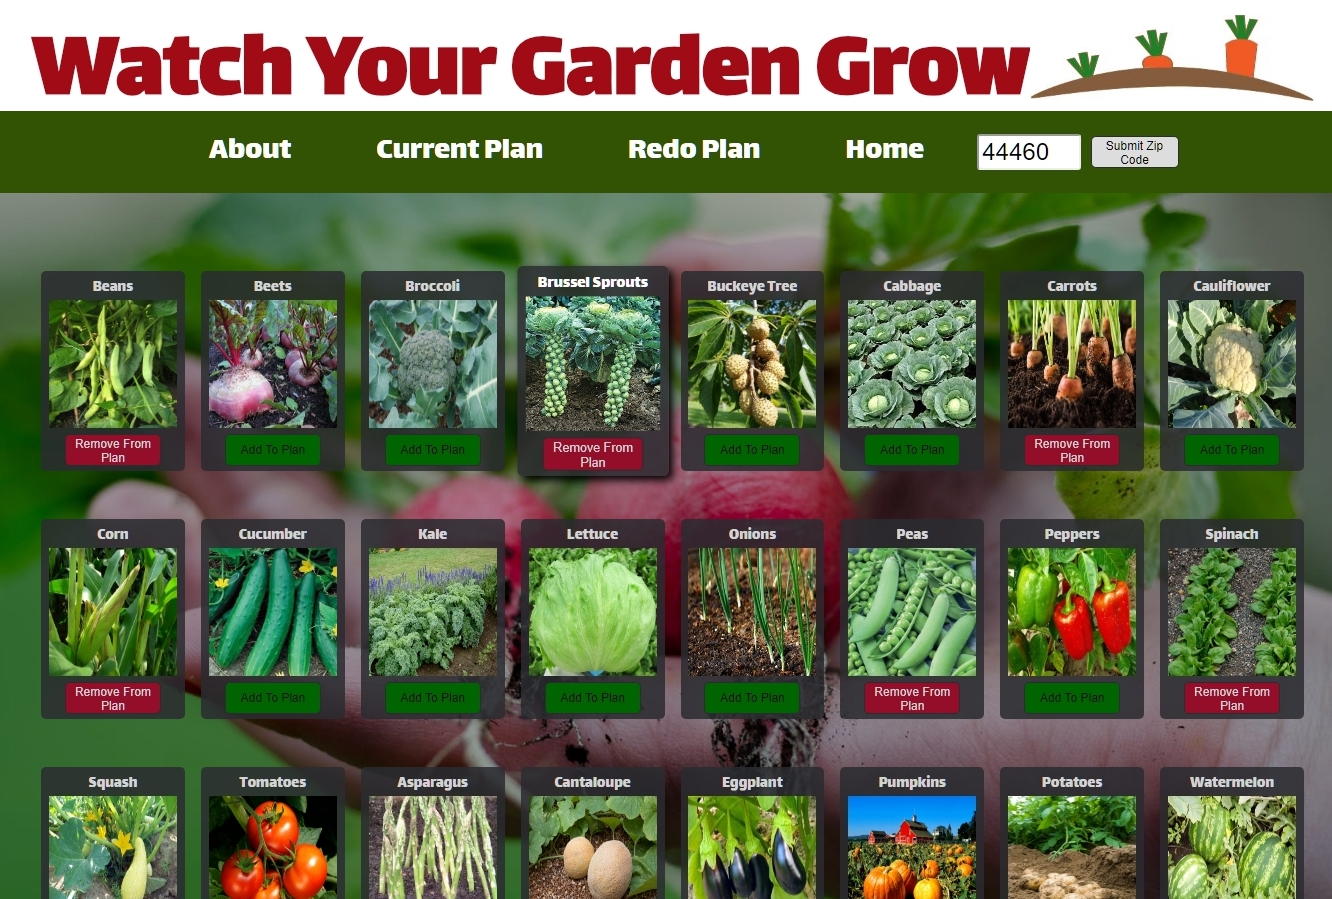 Watch Your Garden Grow
About Current Plan Redo Plan Home 44460 Submit Zip
Code
Beans Beets Broccoli Brussel Sprouts Buckeye Tree Cabbage Carrots Cauliflower
Remove From
Plan
Add To Plan
Add To Plan
Remove From
Plan
Add To Plan
Add To Plan
Remove From
Plan
Add To Plan
Corn Cucumber Kale Lettuce Onions Peas Peppers Spinach
Remove From
Plan
Add To Plan
Add To Plan
Add To Plan
Add To Plan
Remove From
Plan
Add To Plan
Remove From
Plan
Squash Tomatoes Asparagus Cantaloupe Eggplant Pumpkins Potatoes Watermelon